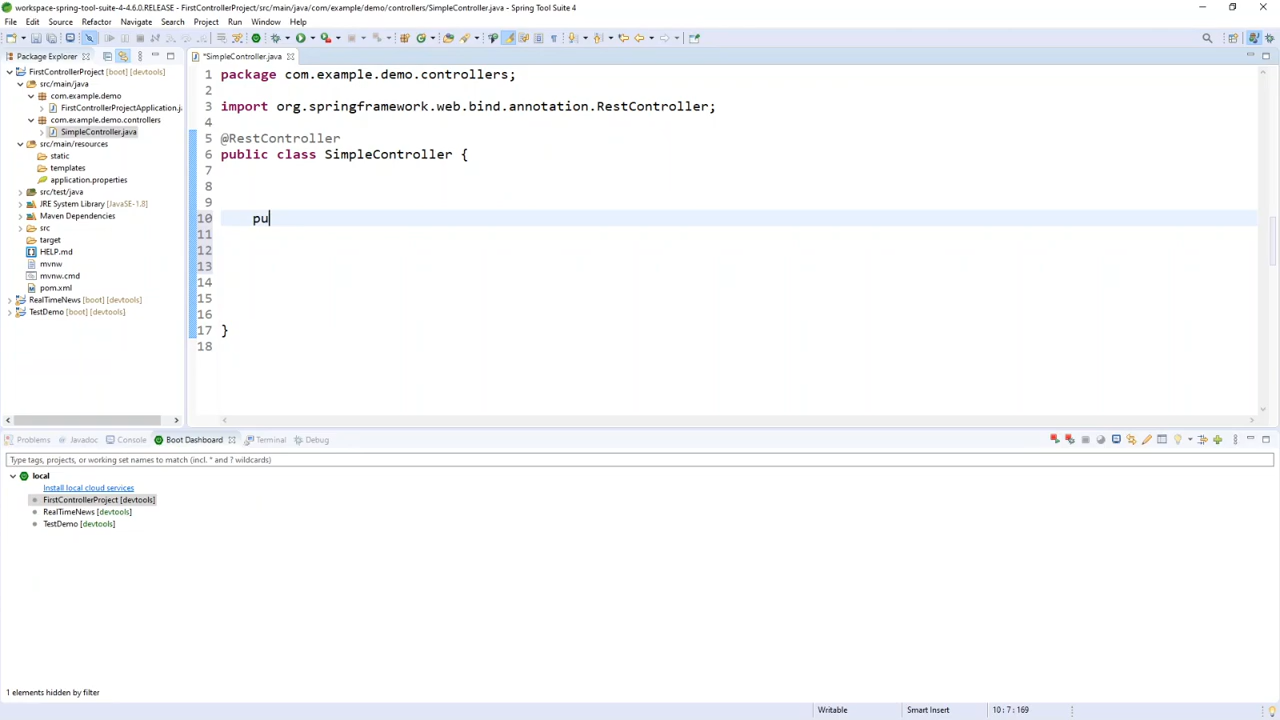 workspace-spring-tool-suite-4-4.6.0.RELEASE - FirstControllerProject/src/main/java/com/example/demo/controllers/SimpleController.java - Spring Tool Suite 4
File Edit Source Refactor Navigate Search Project Run Window Help
Package Explorer
*SimpleController.java
FirstControllerProject [boot] [devtools]
src/main/java
com.example.demo
FirstControllerProjectApplication.j
com.example.demo.controllers
SimpleController.java
src/main/resources
static
templates
application.properties
src/test/java
JRE System Library [JavaSE-1.8]
Maven Dependencies
src
target
HELP.md
mvnw
mvnw.cmd
pom.xml
RealTimeNews [boot] [devtools]
TestDemo [boot] [devtools]
1 package com.example.demo.controllers;
2
3 import org.springframework.web.bind.annotation.RestController;
4
5 @RestController
6 public class SimpleController {
7
8
9
10 pu
11
12
13
14
15
16
17 }
18
Problems Javadoc Console Boot Dashboard Terminal Debug
Type tags, projects, or working set names to match (incl. * and ? wildcards)
local
Install local cloud services
FirstControllerProject [devtools]
RealTimeNews [devtools]
TestDemo [devtools]
1 elements hidden by filter
Writable Smart Insert 10 : 7 : 169